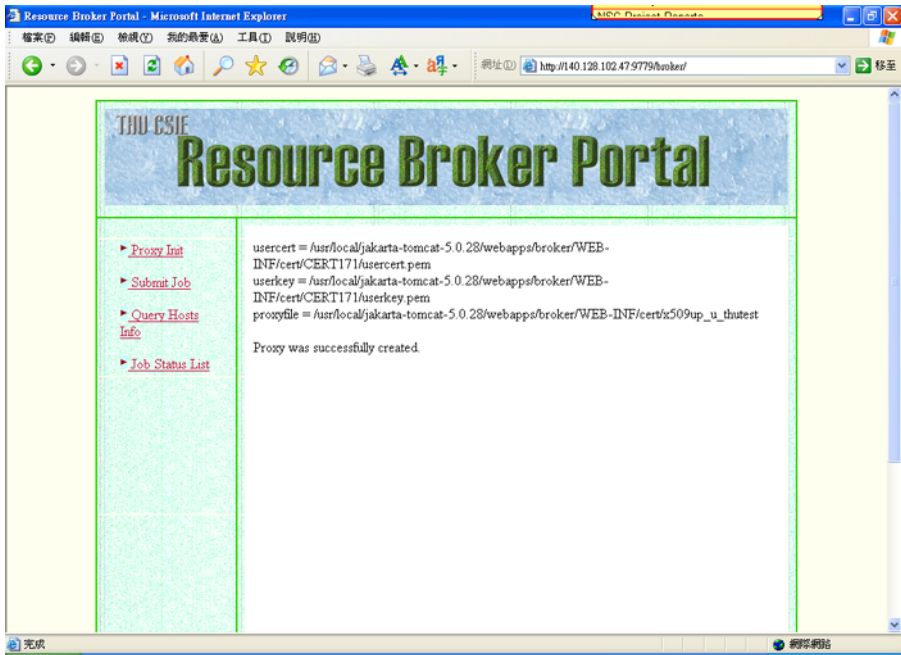 Resource Broker Portal - Microsoft Internet Explorer
檔案(F) 編輯(E) 檢視(V) 我的最愛(A) 工具(T) 說明(H)
網址(D) http://140.128.102.47:9779/broker/ 移至
THU CSIE
Resource Broker Portal
Proxy Init
Submit Job
Query Hosts
Info
Job Status List
usercert = /usr/local/jakarta-tomcat-5.0.28/webapps/broker/WEB-
INF/cert/CERT171/usercert.pem
userkey = /usr/local/jakarta-tomcat-5.0.28/webapps/broker/WEB-
INF/cert/CERT171/userkey.pem
proxyfile = /usr/local/jakarta-tomcat-5.0.28/webapps/broker/WEB-INF/cert/x509up_u_thutest
Proxy was successfully created.
完成 網際網路